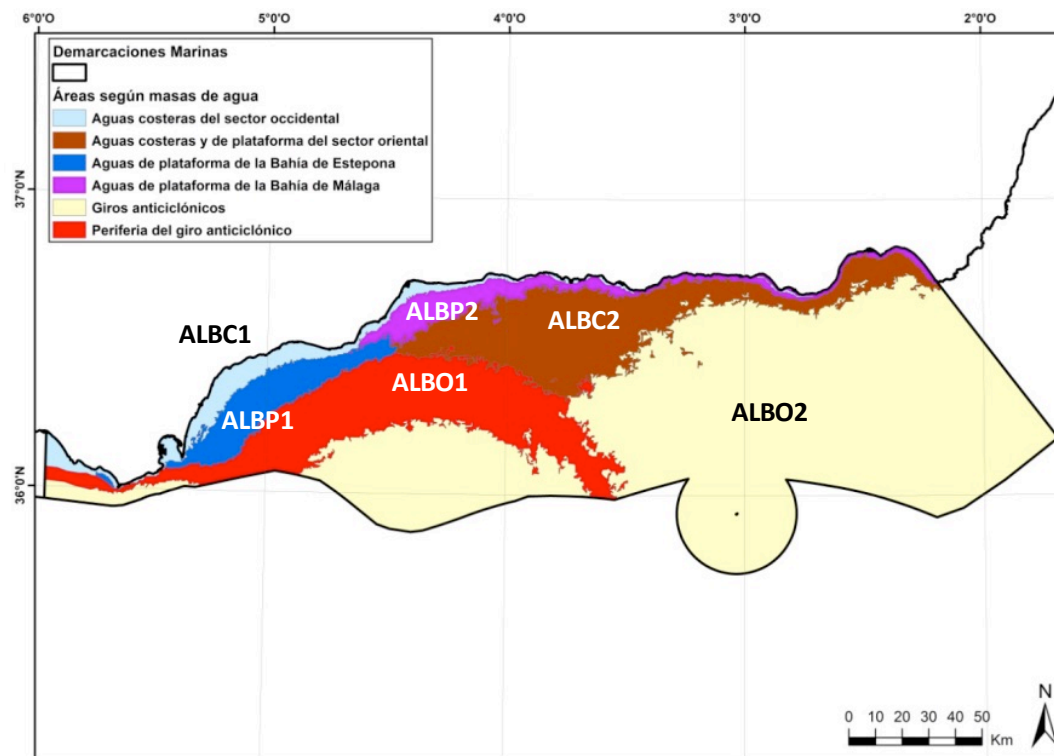 6°0'O 5°0'O 4°0'O 3°0'O 2°0'O
Demarcaciones Marinas
Áreas según masas de agua
Aguas costeras del sector occidental
Aguas costeras y de plataforma del sector oriental
Aguas de plataforma de la Bahía de Estepona
Aguas de plataforma de la Bahía de Málaga
Giros anticiclónicos
Periferia del giro anticiclónico
37°0'N
ALBP2
ALBC2
ALBC1
ALBO1
ALBO2
ALBP1
36°0'N
N
0 10 20 30 40 50
Km